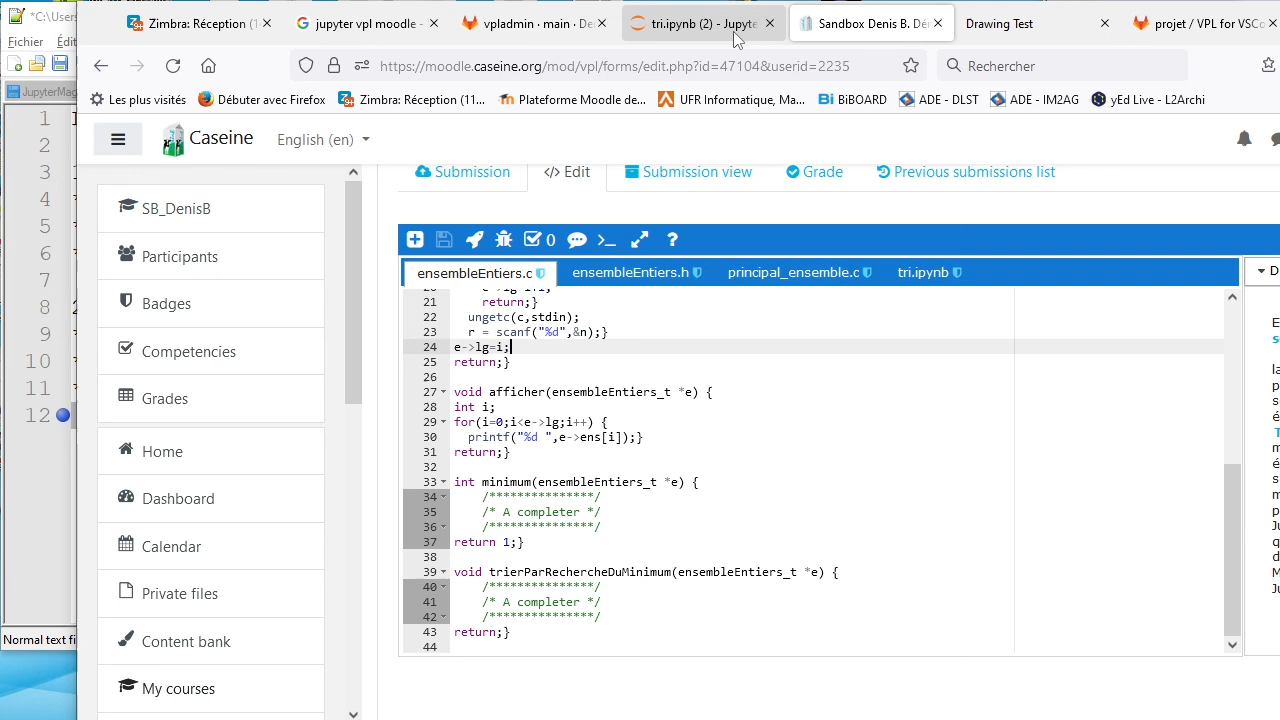 *C:\Users
Zimbra: Réception (1
jupyter vpl moodle -
vpladmin · main · De
tri.ipynb (2) - Jupyte
Sandbox Denis B. Dér
Drawing Test
projet / VPL for VSCo
Fichier Édit
https://moodle.caseine.org/mod/vpl/forms/edit.php?id=47104&userid=2235
Rechercher
JupyterMag
Les plus visités
Débuter avec Firefox
Zimbra: Réception (11...
Plateforme Moodle de...
UFR Informatique, Ma...
BiBOARD
ADE - DLST
ADE - IM2AG
yEd Live - L2Archi
Caseine
English (en)
Submission
Edit
Submission view
Grade
Previous submissions list
SB_DenisB
Participants
Badges
Competencies
Grades
Home
Dashboard
Calendar
Private files
Content bank
My courses
0
ensembleEntiers.c
ensembleEntiers.h
principal_ensemble.c
tri.ipynb
21 return;}
22 ungetc(c,stdin);
23 r = scanf("%d",&n);}
24 e->lg=i;
25 return;}
26
27 void afficher(ensembleEntiers_t *e) {
28 int i;
29 for(i=0;i<e->lg;i++) {
30 printf("%d ",e->ens[i]);}
31 return;}
32
33 int minimum(ensembleEntiers_t *e) {
34 /***************/
35 /* A completer */
36 /***************/
37 return 1;}
38
39 void trierParRechercheDuMinimum(ensembleEntiers_t *e) {
40 /***************/
41 /* A completer */
42 /***************/
43 return;}
44
1
2
3
4
5
6
7
8
9
10
11
12
Normal text fi